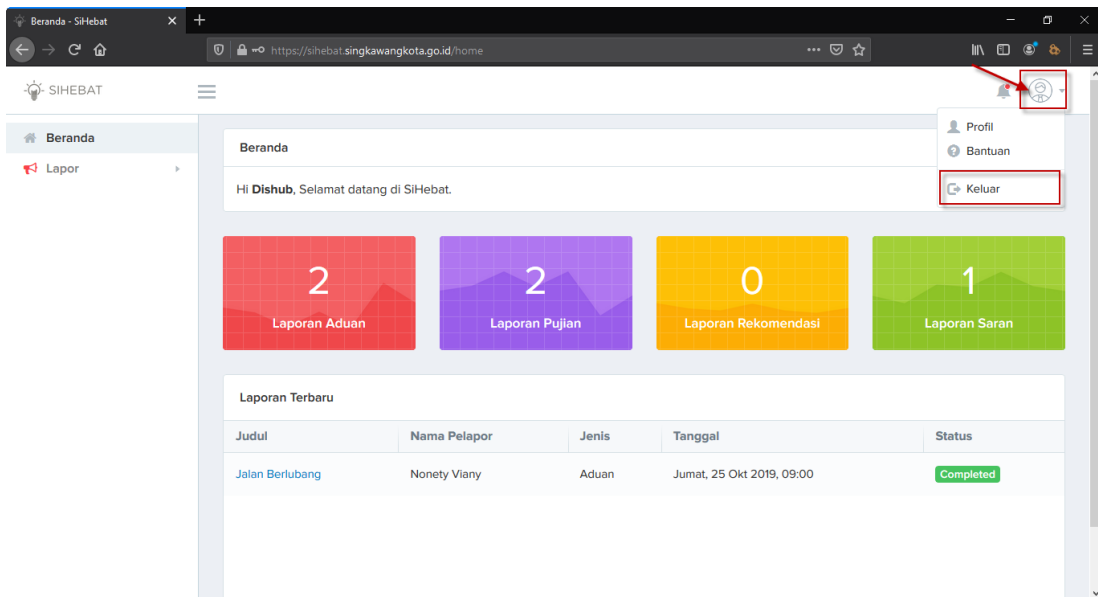 Beranda - SiHebat
https://sihebat.singkawangkota.go.id/home
SIHEBAT
Beranda
Lapor
Profil
Bantuan
Keluar
Beranda
Hi Dishub, Selamat datang di SiHebat.
2
Laporan Aduan
2
Laporan Pujian
0
Laporan Rekomendasi
1
Laporan Saran
Laporan Terbaru
Judul Nama Pelapor Jenis Tanggal Status
Jalan Berlubang Nonety Viany Aduan Jumat, 25 Okt 2019, 09:00 Completed